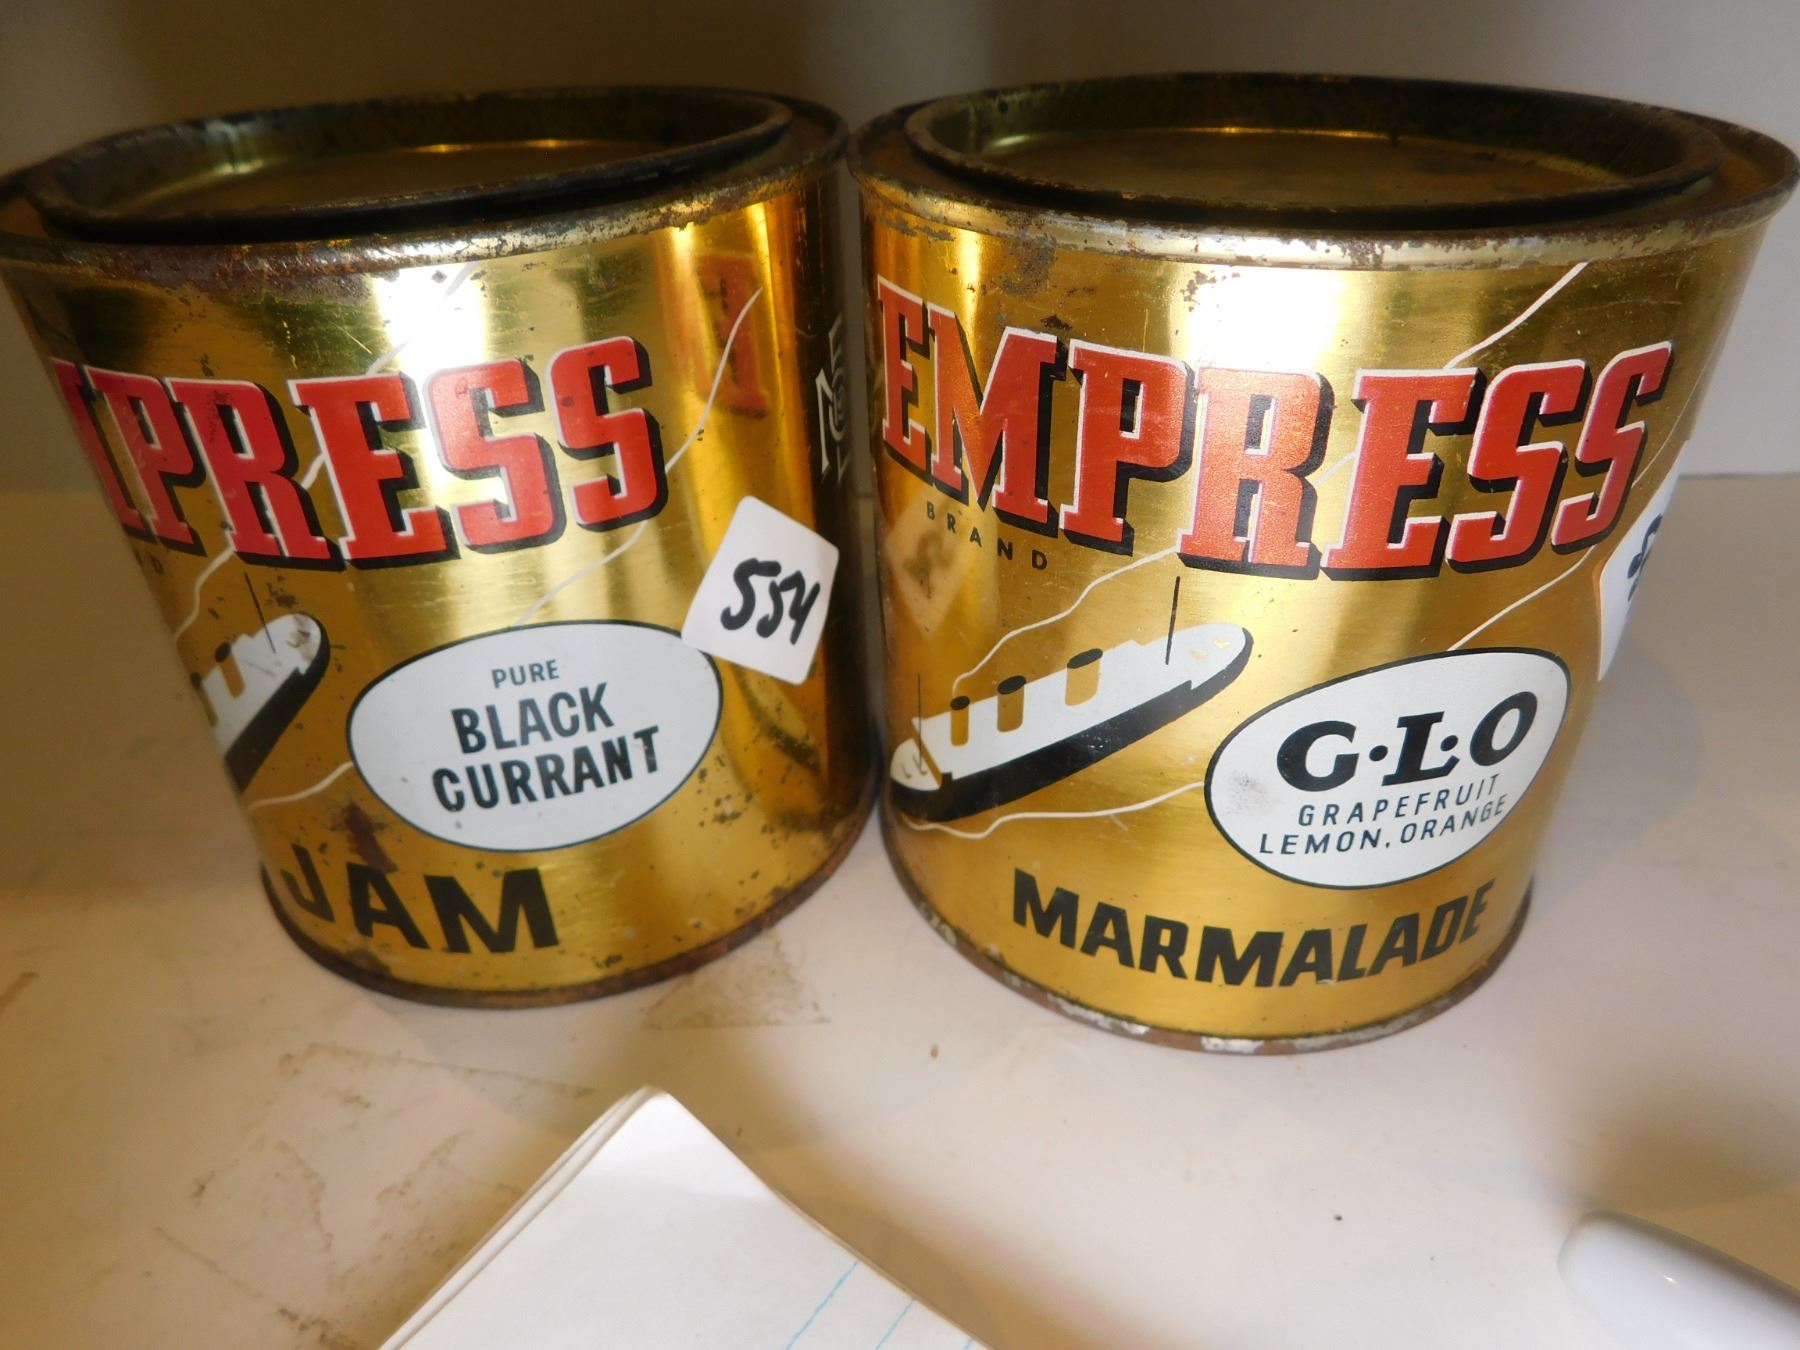 MPRESS
PURE
BLACK
CURRANT
JAM
554
EMPRESS
BRAND
G·L·O
GRAPEFRUIT
LEMON, ORANGE
MARMALADE